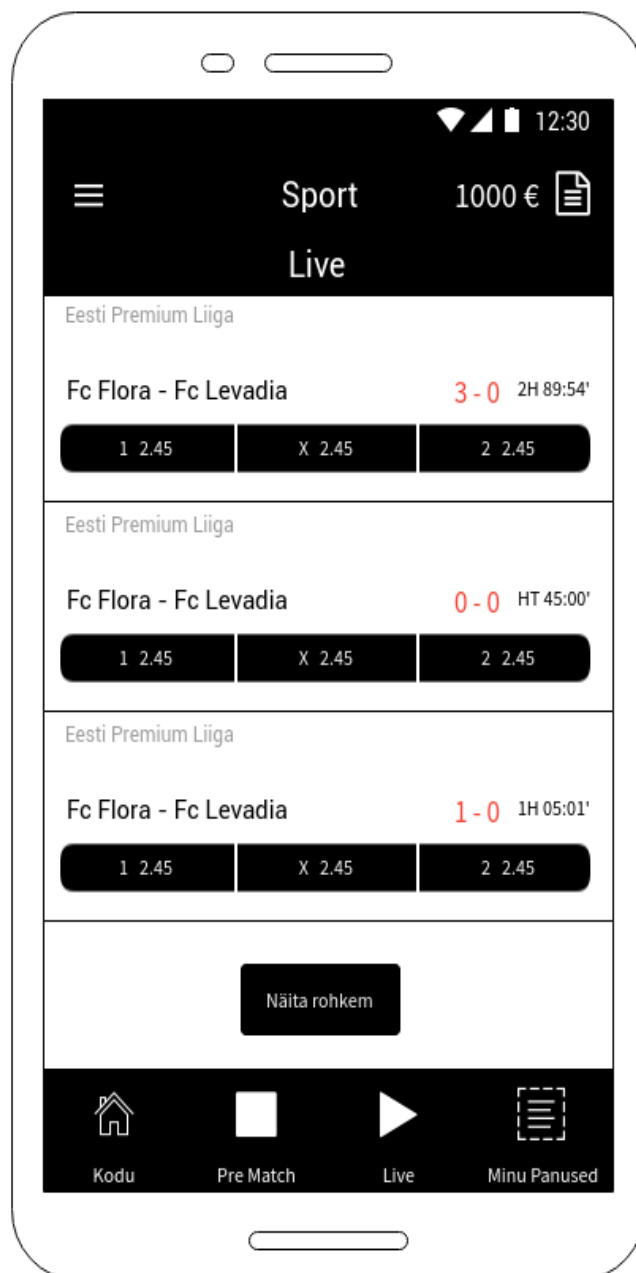 12:30
Sport 1000 €
Live
Eesti Premium Liiga
Fc Flora - Fc Levadia 3 - 0 2H 89:54'
1 2.45 X 2.45 2 2.45
Eesti Premium Liiga
Fc Flora - Fc Levadia 0 - 0 HT 45:00'
1 2.45 X 2.45 2 2.45
Eesti Premium Liiga
Fc Flora - Fc Levadia 1 - 0 1H 05:01'
1 2.45 X 2.45 2 2.45
Näita rohkem
Kodu Pre Match Live Minu Panused